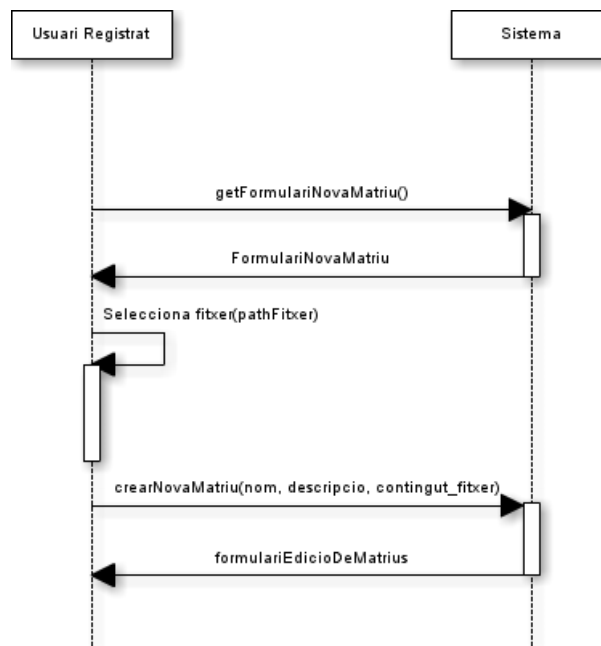 Usuari Registrat
Sistema
getFormulariNovaMatriu()
FormulariNovaMatriu
Selecciona fitxer(pathFitxer)
crearNovaMatriu(nom, descripcio, contingut_fitxer)
formulariEdicioDeMatrius